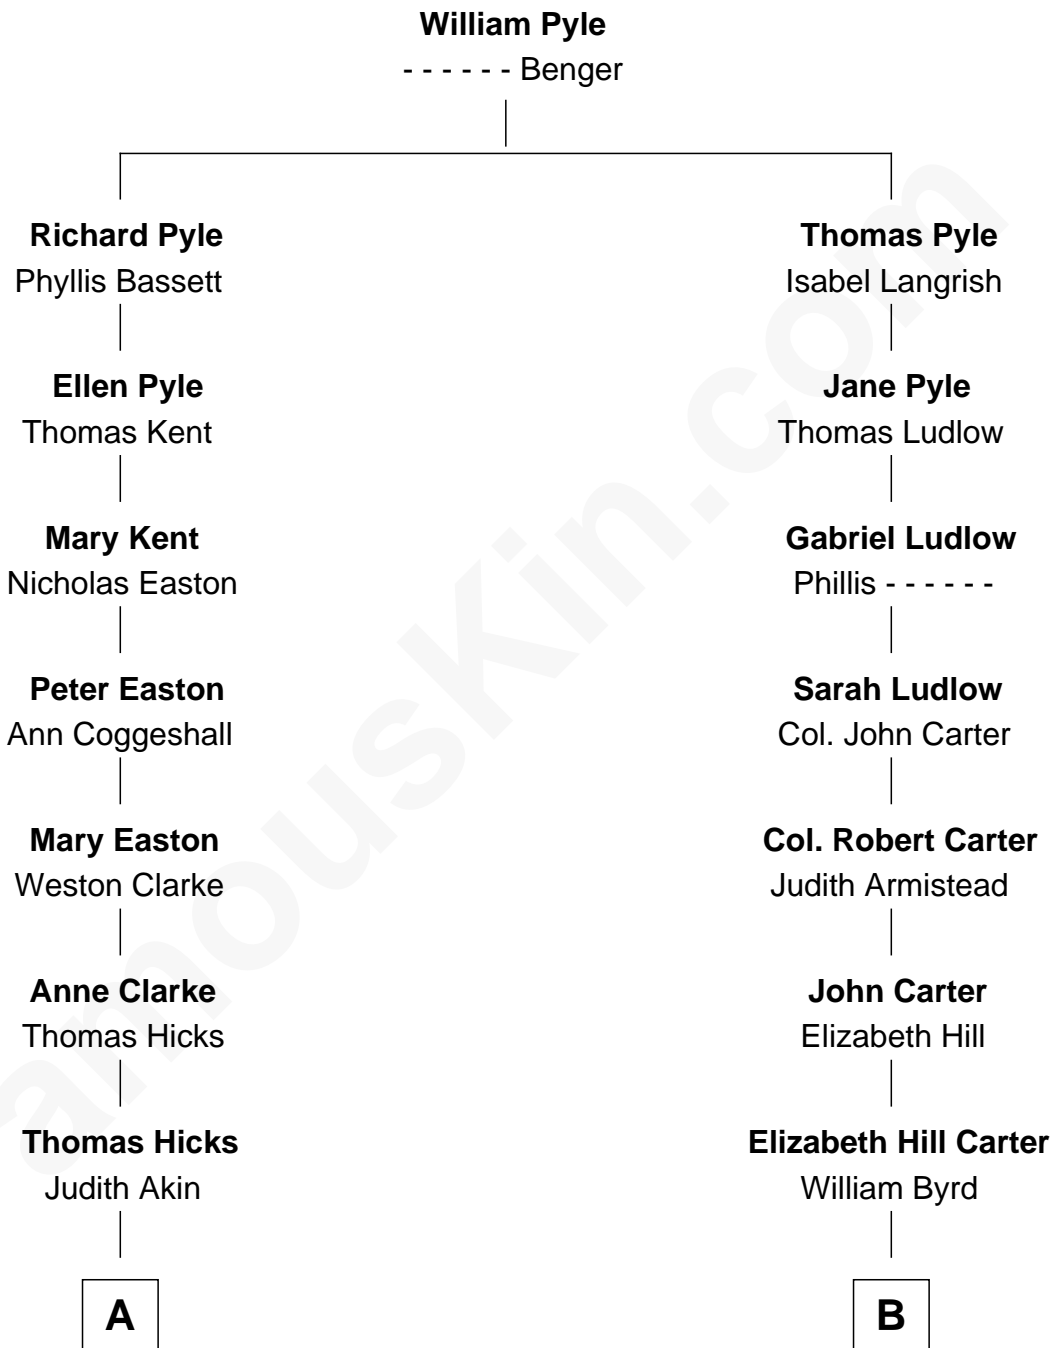 William Pyle
- - - - - - Benger
Richard Pyle
Phyllis Bassett
Thomas Pyle
Isabel Langrish
Ellen Pyle
Thomas Kent
Jane Pyle
Thomas Ludlow
Mary Kent
Nicholas Easton
Gabriel Ludlow
Phillis - - - - - -
Peter Easton
Ann Coggeshall
Sarah Ludlow
Col. John Carter
Mary Easton
Weston Clarke
Col. Robert Carter
Judith Armistead
Anne Clarke
Thomas Hicks
John Carter
Elizabeth Hill
Thomas Hicks
Judith Akin
Elizabeth Hill Carter
William Byrd
A
B
amousKin.com